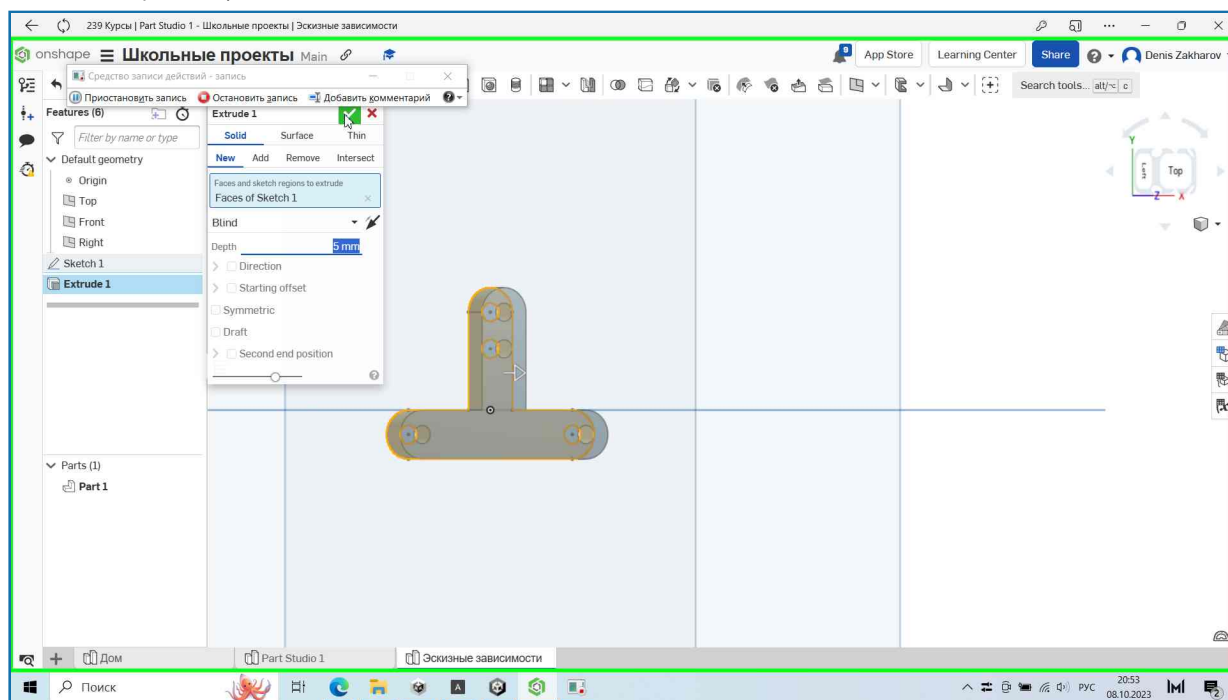 239 Курсы | Part Studio 1 - Школьные проекты | Эскизные зависимости
onshape Школьные проекты Main
9 App Store Learning Center Share Denis Zakharov
Средство записи действий - запись
Приостановить запись Остановить запись Добавить комментарий
Search tools... alt/⌥ c
Features (6)
Filter by name or type
Default geometry
Origin
Top
Front
Right
Sketch 1
Extrude 1
Parts (1)
Part 1
Extrude 1
Solid Surface Thin
New Add Remove Intersect
Faces and sketch regions to extrude
Faces of Sketch 1
Blind
Depth 5 mm
Direction
Starting offset
Symmetric
Draft
Second end position
Y
Left Top
Z X
Дом Part Studio 1 Эскизные зависимости
Поиск
РУС 20:53
08.10.2023